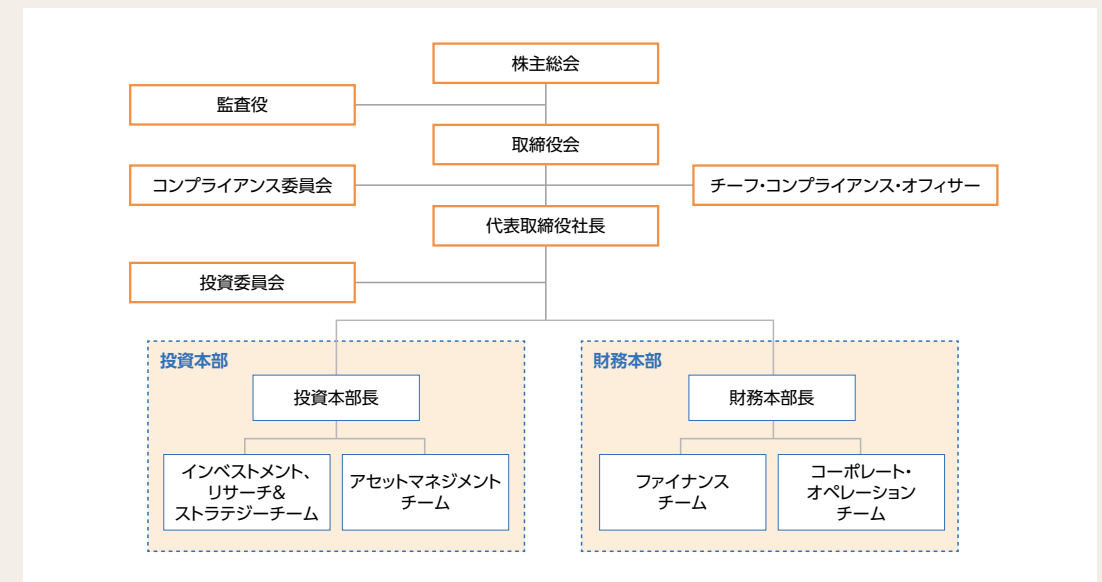 株主総会
監査役
取締役会
コンプライアンス委員会
チーフ・コンプライアンス・オフィサー
代表取締役社長
投資委員会
投資本部
投資本部長
インベストメント、
リサーチ&
ストラテジーチーム
アセットマネジメント
チーム
財務本部
財務本部長
ファイナンス
チーム
コーポレート・
オペレーション
チーム